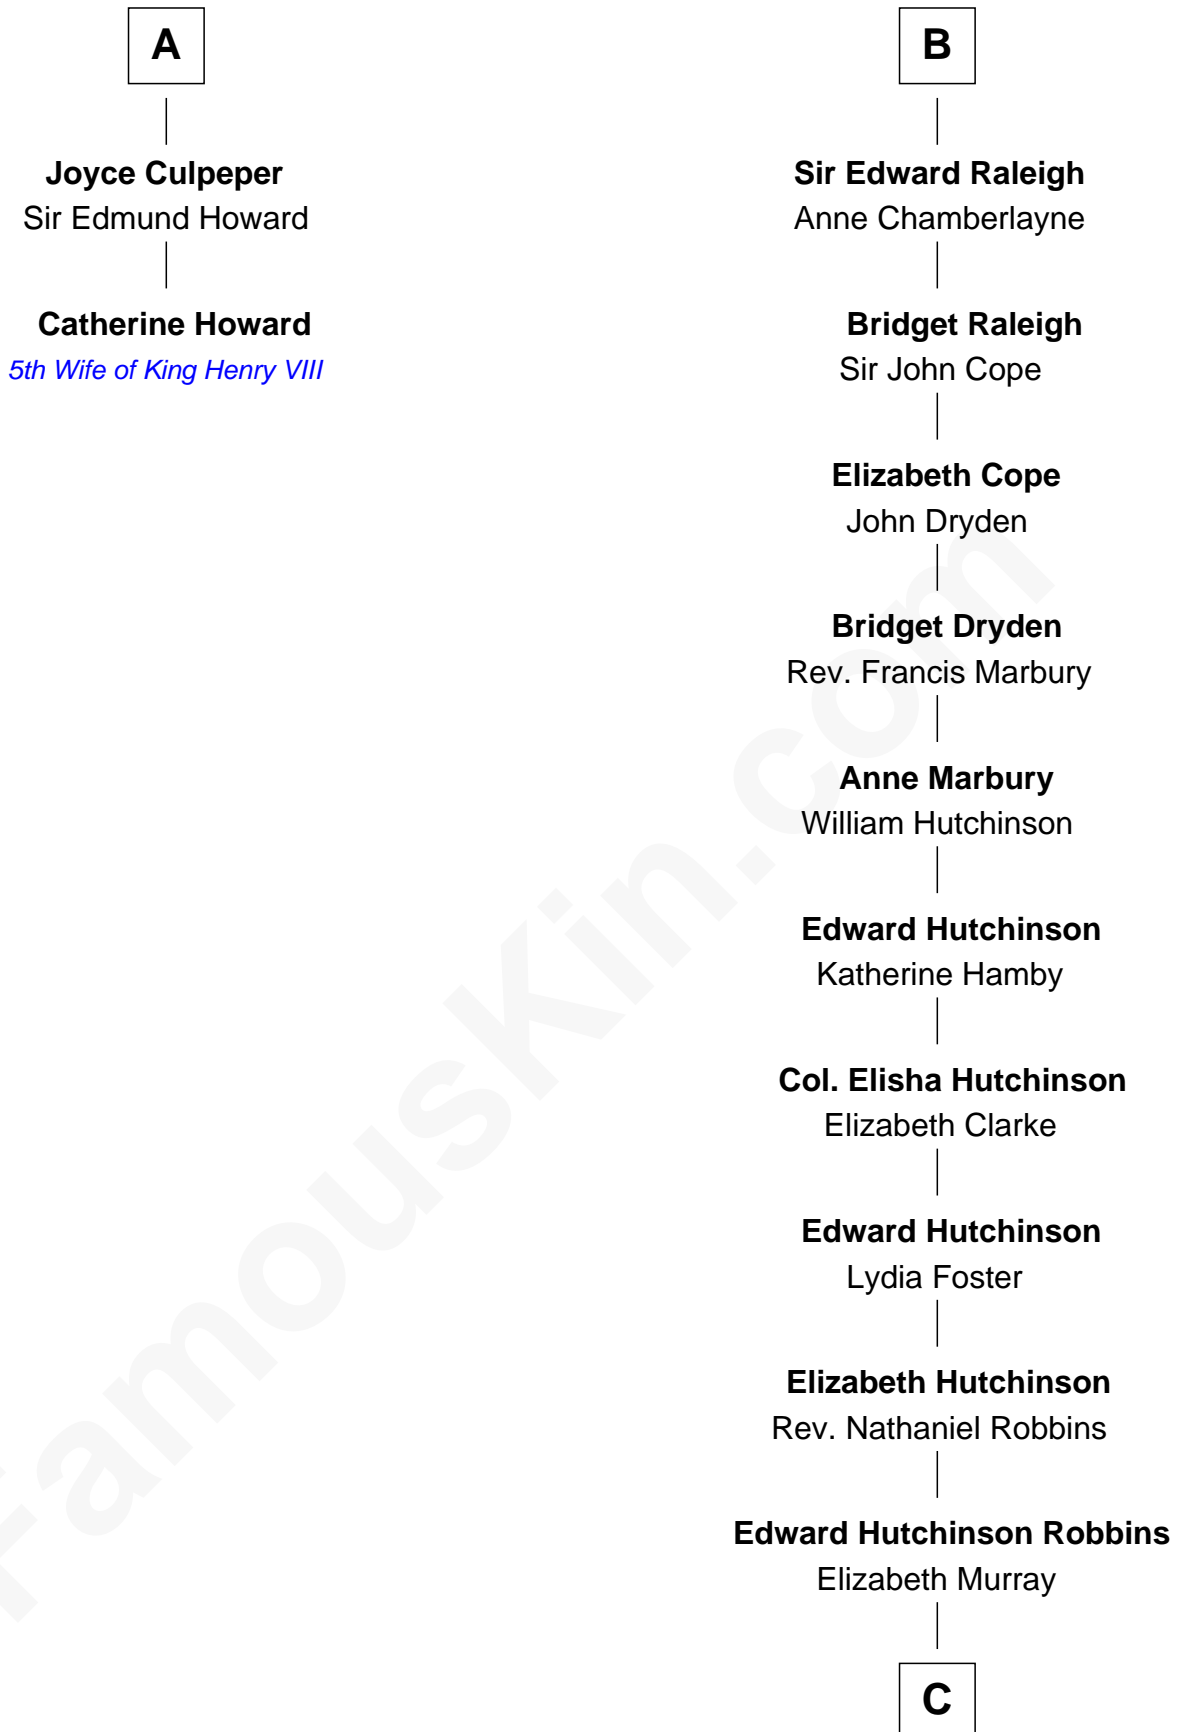 A
Joyce Culpeper
Sir Edmund Howard
Catherine Howard
5th Wife of King Henry VIII
B
Sir Edward Raleigh
Anne Chamberlayne
Bridget Raleigh
Sir John Cope
Elizabeth Cope
John Dryden
Bridget Dryden
Rev. Francis Marbury
Anne Marbury
William Hutchinson
Edward Hutchinson
Katherine Hamby
Col. Elisha Hutchinson
Elizabeth Clarke
Edward Hutchinson
Lydia Foster
Elizabeth Hutchinson
Rev. Nathaniel Robbins
Edward Hutchinson Robbins
Elizabeth Murray
C
FamousKin.com